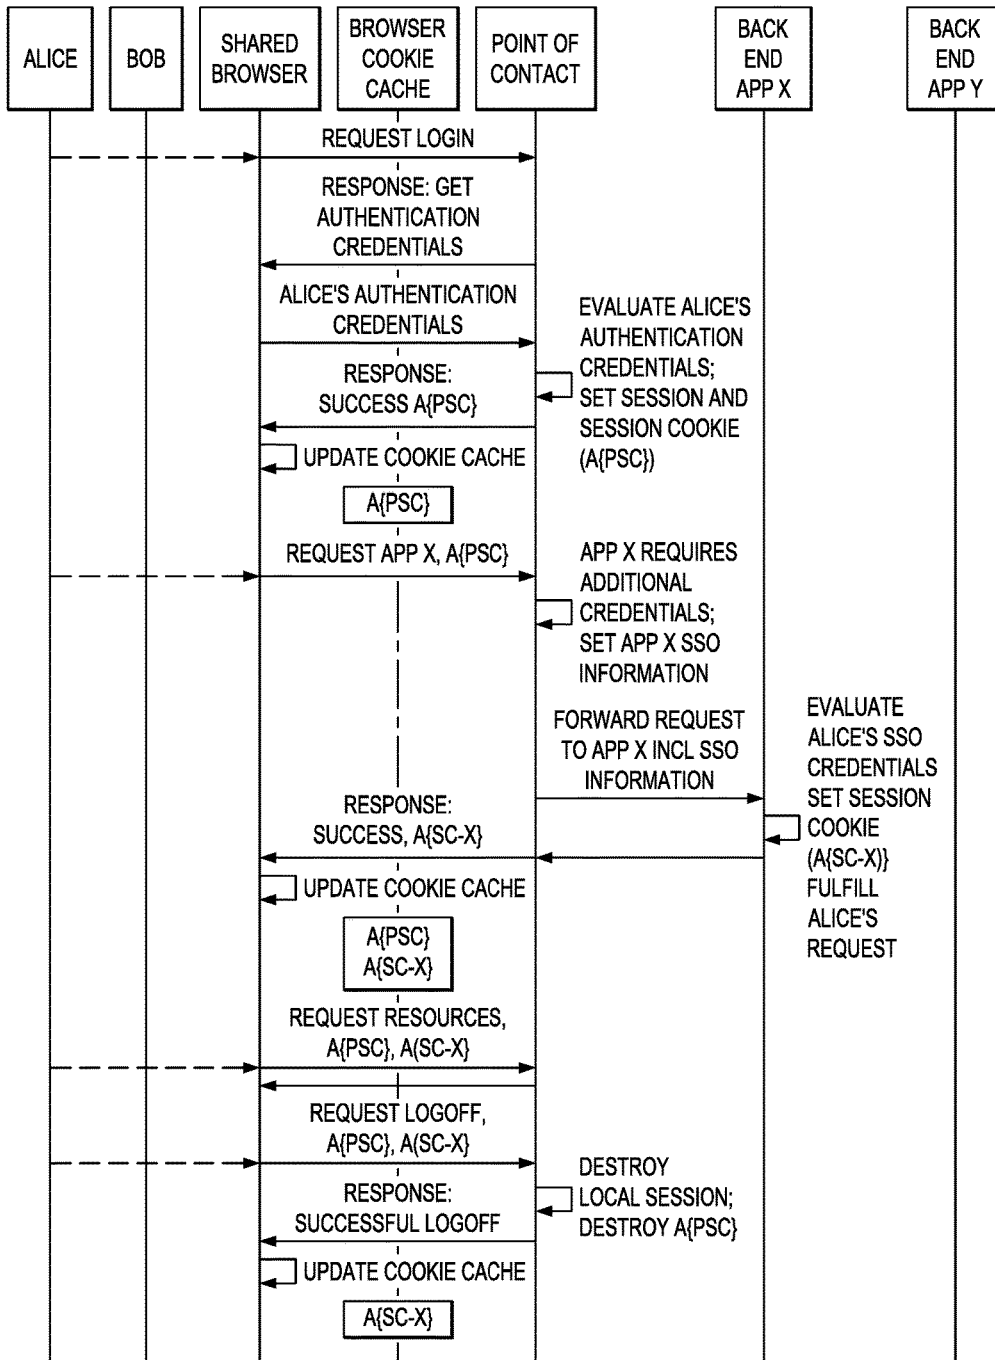 ALICE
BOB
SHARED
BROWSER
BROWSER
COOKIE
CACHE
POINT OF
CONTACT
BACK
END
APP X
BACK
END
APP Y
REQUEST LOGIN
RESPONSE: GET
AUTHENTICATION
CREDENTIALS
ALICE'S AUTHENTICATION
CREDENTIALS
EVALUATE ALICE'S
AUTHENTICATION
CREDENTIALS;
SET SESSION AND
SESSION COOKIE
(A{PSC})
RESPONSE:
SUCCESS A{PSC}
UPDATE COOKIE CACHE
A{PSC}
REQUEST APP X, A{PSC}
APP X REQUIRES
ADDITIONAL
CREDENTIALS;
SET APP X SSO
INFORMATION
FORWARD REQUEST
TO APP X INCL SSO
INFORMATION
EVALUATE
ALICE'S SSO
CREDENTIALS
SET SESSION
COOKIE
(A{SC-X)}
FULFILL
ALICE'S
REQUEST
RESPONSE:
SUCCESS, A{SC-X}
UPDATE COOKIE CACHE
A{PSC}
A{SC-X}
REQUEST RESOURCES,
A{PSC}, A(SC-X}
REQUEST LOGOFF,
A{PSC}, A(SC-X}
DESTROY
LOCAL SESSION;
DESTROY A{PSC}
RESPONSE:
SUCCESSFUL LOGOFF
UPDATE COOKIE CACHE
A{SC-X}